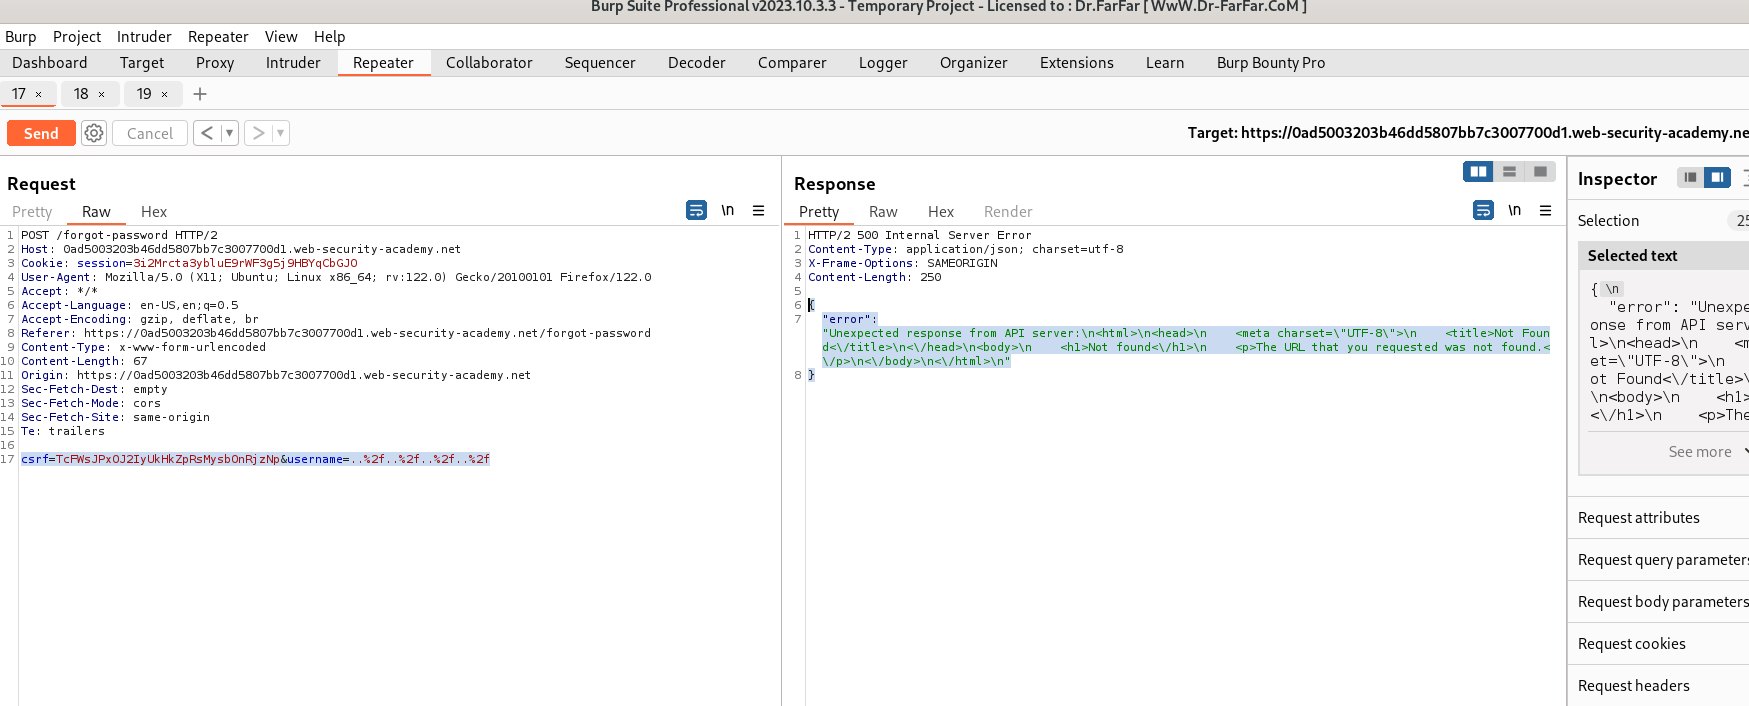 Burp Suite Professional v2023.10.3.3 - Temporary Project - Licensed to : Dr.FarFar [ WwW.Dr-FarFar.CoM ]
Burp Project Intruder Repeater View Help
Dashboard Target Proxy Intruder Repeater Collaborator Sequencer Decoder Comparer Logger Organizer Extensions Learn Burp Bounty Pro
17 × 18 × 19 × +
Send Cancel < ▼ > ▼ Target: https://0ad5003203b46dd5807bb7c3007700d1.web-security-academy.ne
Request
Pretty Raw Hex \n
1 POST /forgot-password HTTP/2
2 Host: 0ad5003203b46dd5807bb7c3007700d1.web-security-academy.net
3 Cookie: session=3i2Mrcta3ybluE9rWF3g5j9HBYqCbGJO
4 User-Agent: Mozilla/5.0 (X11; Ubuntu; Linux x86_64; rv:122.0) Gecko/20100101 Firefox/122.0
5 Accept: */*
6 Accept-Language: en-US,en;q=0.5
7 Accept-Encoding: gzip, deflate, br
8 Referer: https://0ad5003203b46dd5807bb7c3007700d1.web-security-academy.net/forgot-password
9 Content-Type: x-www-form-urlencoded
10 Content-Length: 67
11 Origin: https://0ad5003203b46dd5807bb7c3007700d1.web-security-academy.net
12 Sec-Fetch-Dest: empty
13 Sec-Fetch-Mode: cors
14 Sec-Fetch-Site: same-origin
15 Te: trailers
16
17 csrf=TcFWsJPxOJ2IyUkHkZpRsMysbOnRjzNp&username=..%2f..%2f..%2f..%2f
Response
Pretty Raw Hex Render \n
1 HTTP/2 500 Internal Server Error
2 Content-Type: application/json; charset=utf-8
3 X-Frame-Options: SAMEORIGIN
4 Content-Length: 250
5
6 {
7 "error":
"Unexpected response from API server:\n<html>\n<head>\n    <meta charset=\"UTF-8\">\n    <title>Not Foun
d<\/title>\n<\/head>\n<body>\n    <h1>Not found<\/h1>\n    <p>The URL that you requested was not found.<
\/p>\n<\/body>\n<\/html>\n"
8 }
Inspector
Selection 25
Selected text
{ \n
"error": "Unexpe
onse from API serv
l>\n<head>\n    <m
et=\"UTF-8\">\n
ot Found<\/title>\
\n<body>\n    <h1>
<\/h1>\n    <p>The
See more
Request attributes
Request query parameters
Request body parameters
Request cookies
Request headers